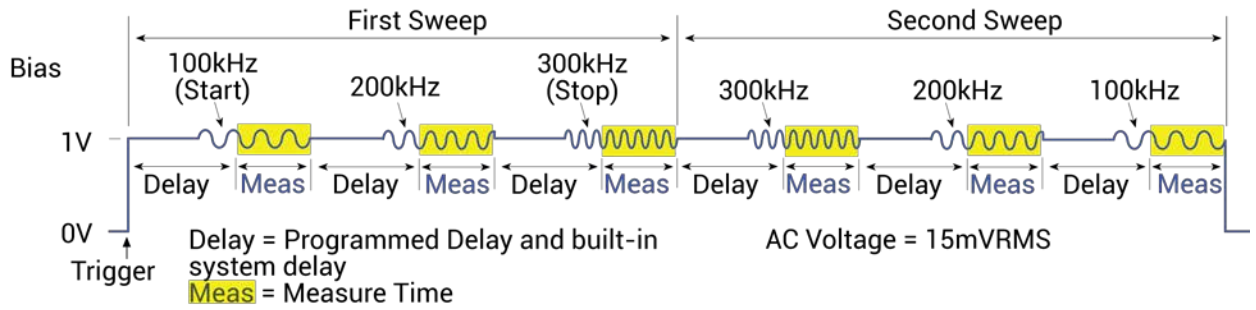 First Sweep
Second Sweep
Bias
100kHz
(Start)
200kHz
300kHz
(Stop)
300kHz
200kHz
100kHz
1V
Delay
Meas
Delay
Meas
Delay
Meas
Delay
Meas
Delay
Meas
Delay
Meas
0V
Trigger
Delay = Programmed Delay and built-in
system delay
Meas = Measure Time
AC Voltage = 15mVRMS